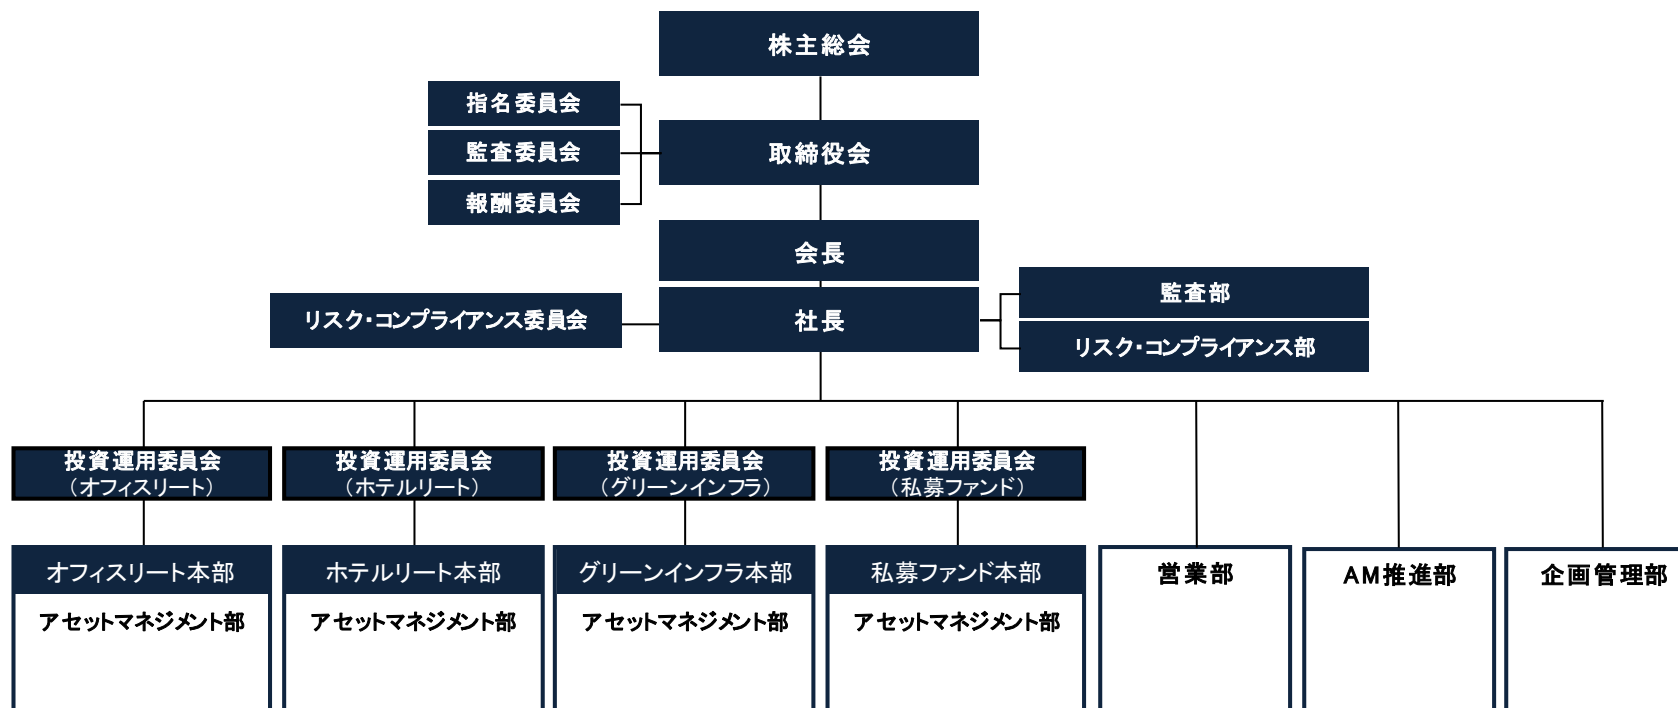 株主総会
指名委員会
監査委員会
報酬委員会
取締役会
会長
社長
リスク・コンプライアンス委員会
監査部
リスク・コンプライアンス部
投資運用委員会
（オフィスリート）
投資運用委員会
（ホテルリート）
投資運用委員会
（グリーンインフラ）
投資運用委員会
（私募ファンド）
オフィスリート本部
アセットマネジメント部
ホテルリート本部
アセットマネジメント部
グリーンインフラ本部
アセットマネジメント部
私募ファンド本部
アセットマネジメント部
営業部
AM推進部
企画管理部